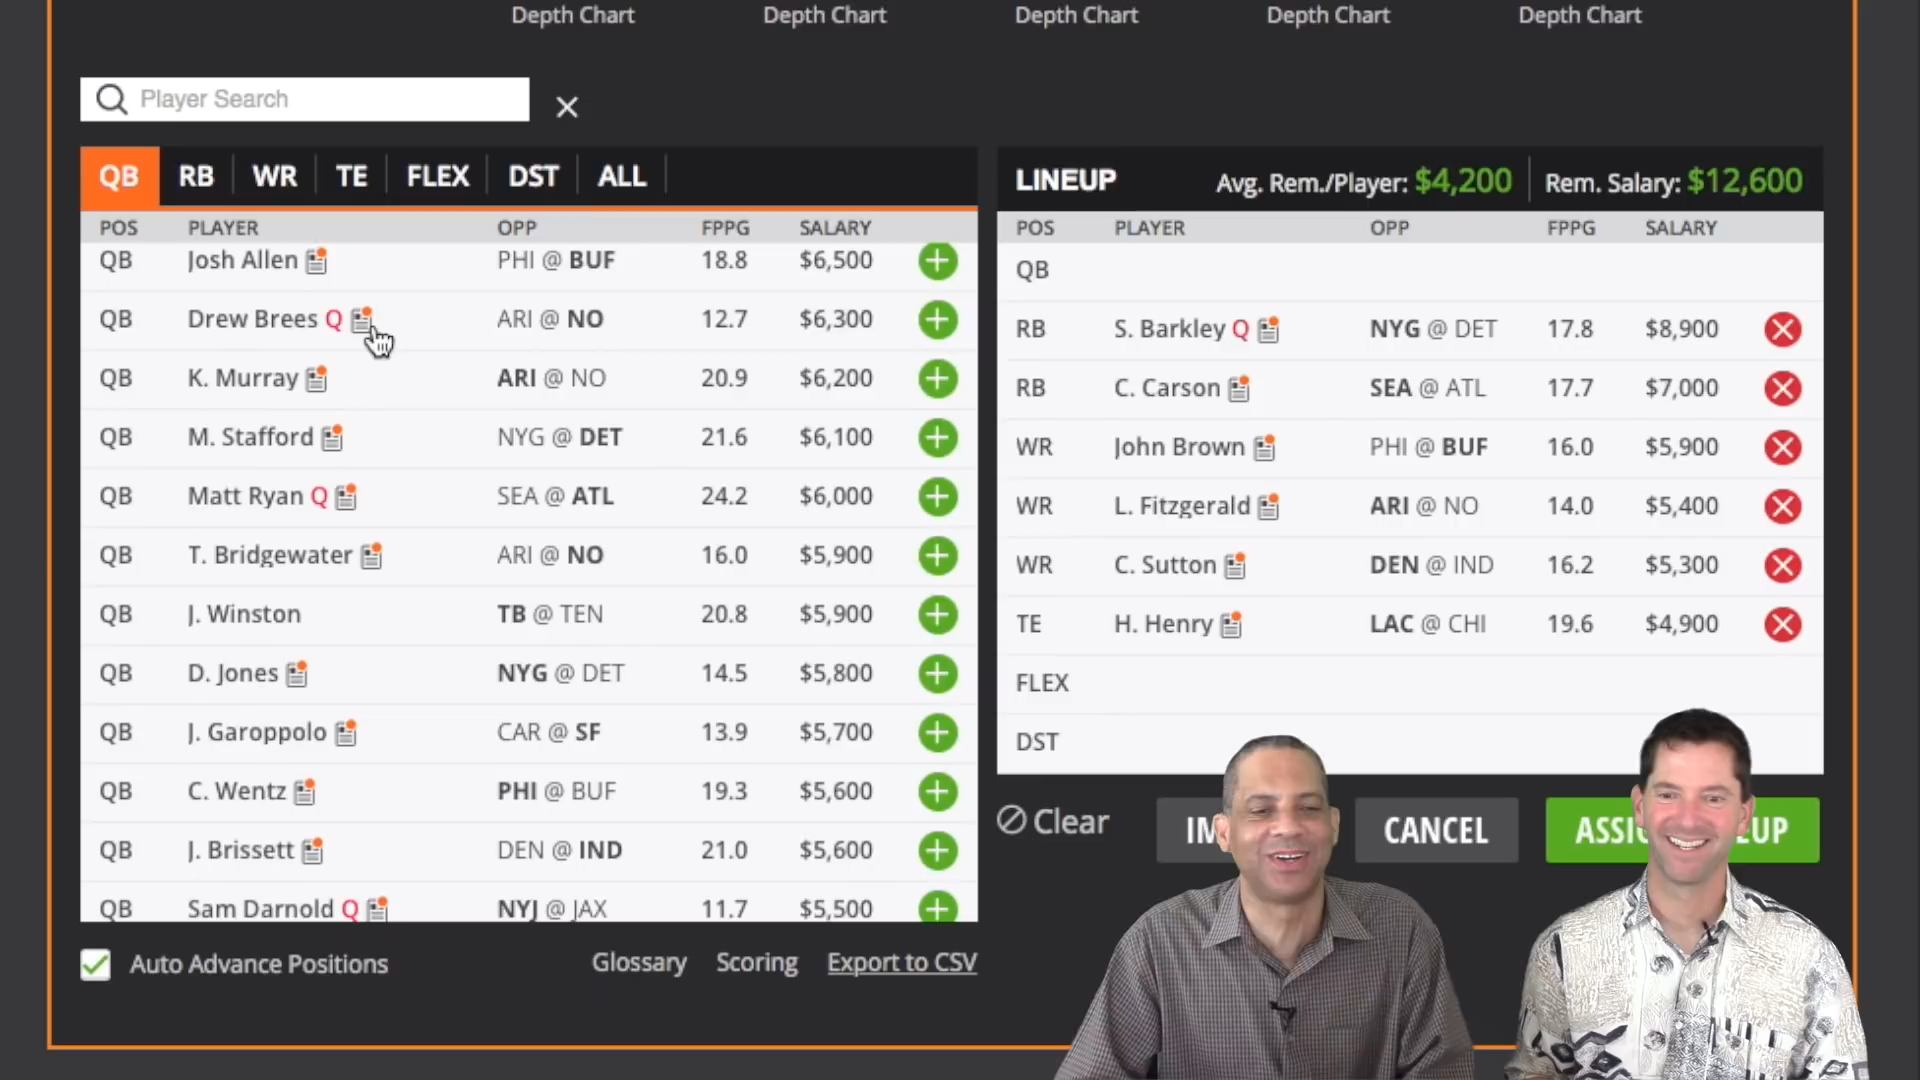 Depth Chart Depth Chart Depth Chart Depth Chart Depth Chart
Player Search
QB RB WR TE FLEX DST ALL
POS PLAYER OPP FPPG SALARY
QB Josh Allen PHI @ BUF 18.8 $6,500
QB Drew Brees Q ARI @ NO 12.7 $6,300
QB K. Murray ARI @ NO 20.9 $6,200
QB M. Stafford NYG @ DET 21.6 $6,100
QB Matt Ryan Q SEA @ ATL 24.2 $6,000
QB T. Bridgewater ARI @ NO 16.0 $5,900
QB J. Winston TB @ TEN 20.8 $5,900
QB D. Jones NYG @ DET 14.5 $5,800
QB J. Garoppolo CAR @ SF 13.9 $5,700
QB C. Wentz PHI @ BUF 19.3 $5,600
QB J. Brissett DEN @ IND 21.0 $5,600
QB Sam Darnold Q NYJ @ JAX 11.7 $5,500
Auto Advance Positions Glossary Scoring Export to CSV
LINEUP Avg. Rem./Player: $4,200 Rem. Salary: $12,600
POS PLAYER OPP FPPG SALARY
QB
RB S. Barkley Q NYG @ DET 17.8 $8,900
RB C. Carson SEA @ ATL 17.7 $7,000
WR John Brown PHI @ BUF 16.0 $5,900
WR L. Fitzgerald ARI @ NO 14.0 $5,400
WR C. Sutton DEN @ IND 16.2 $5,300
TE H. Henry LAC @ CHI 19.6 $4,900
FLEX
DST
Clear CANCEL